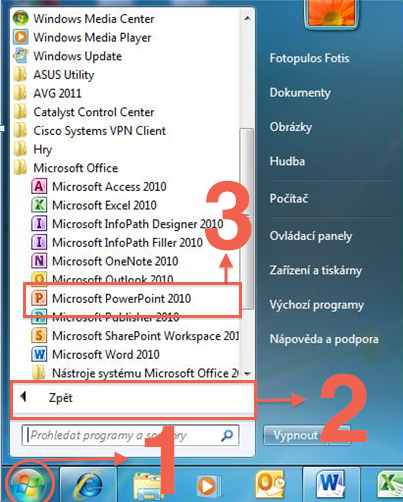 Windows Media Center
Windows Media Player
Windows Update
ASUS Utility
AVG 2011
Catalyst Control Center
Cisco Systems VPN Client
Hry
Microsoft Office
Microsoft Access 2010
Microsoft Excel 2010
Microsoft InfoPath Designer 2010
Microsoft InfoPath Filler 2010
Microsoft OneNote 2010
Microsoft Outlook 2010
Microsoft PowerPoint 2010
Microsoft Publisher 2010
Microsoft SharePoint Workspace 201
Microsoft Word 2010
Nástroje systému Microsoft Office 2
Zpět
Prohledat programy a soubory
Fotopulos Fotis
Dokumenty
Obrázky
Hudba
Počítač
Ovládací panely
Zařízení a tiskárny
Výchozí programy
Nápověda a podpora
Vypnout
3
2
1